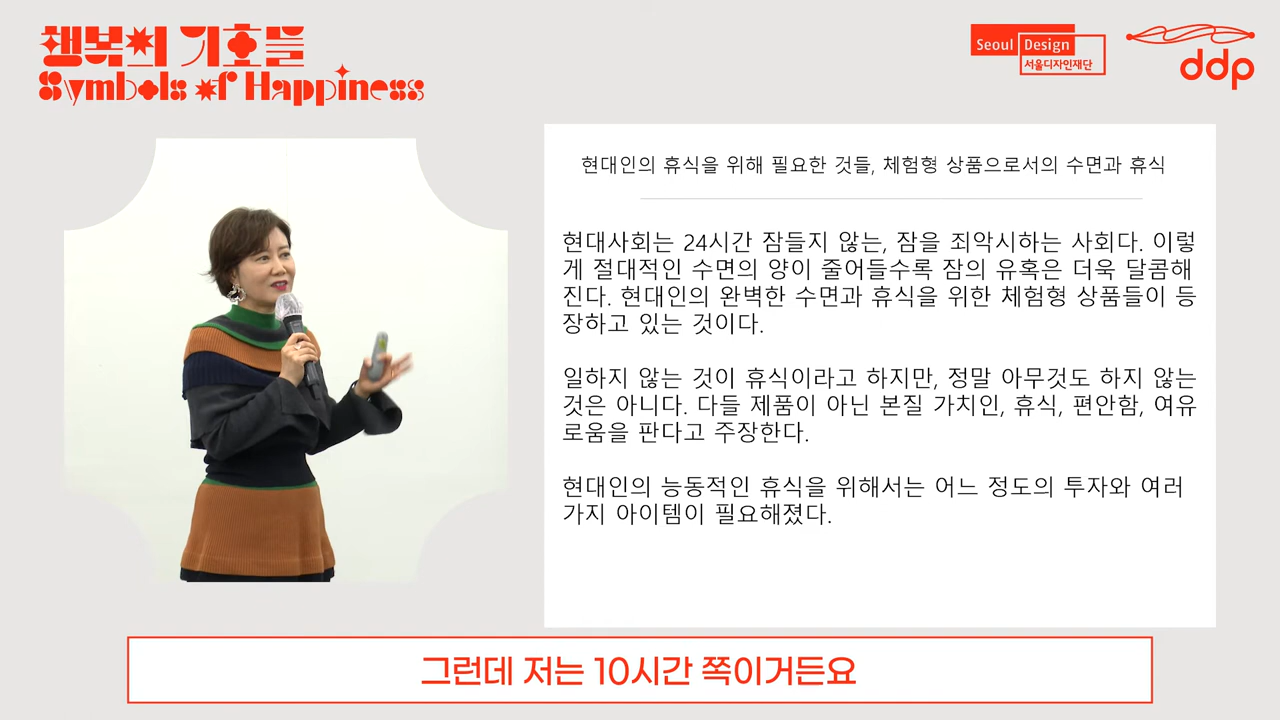 행복의 기호들
Symbols of Happiness
Seoul Design
서울디자인재단
ddp
현대인의 휴식을 위해 필요한 것들, 체험형 상품으로서의 수면과 휴식
현대사회는 24시간 잠들지 않는, 잠을 죄악시하는 사회다. 이렇
게 절대적인 수면의 양이 줄어들수록 잠의 유혹은 더욱 달콤해
진다. 현대인의 완벽한 수면과 휴식을 위한 체험형 상품들이 등
장하고 있는 것이다.
일하지 않는 것이 휴식이라고 하지만, 정말 아무것도 하지 않는
것은 아니다. 다들 제품이 아닌 본질 가치인, 휴식, 편안함, 여유
로움을 판다고 주장한다.
현대인의 능동적인 휴식을 위해서는 어느 정도의 투자와 여러
가지 아이템이 필요해졌다.
그런데 저는 10시간 쪽이거든요